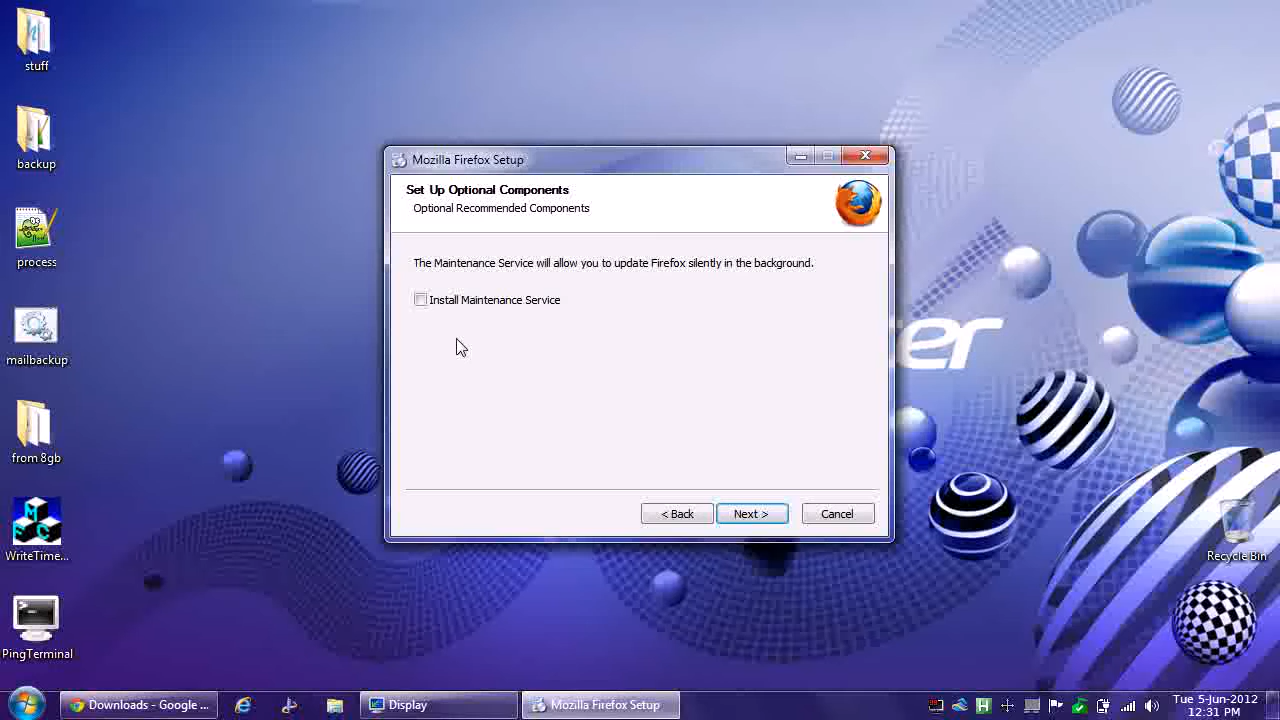 stuff
backup
process
mailbackup
from 8gb
WriteTime...
PingTerminal
Mozilla Firefox Setup
Set Up Optional Components
Optional Recommended Components
The Maintenance Service will allow you to update Firefox silently in the background.
Install Maintenance Service
< Back
Next >
Cancel
er
Recycle Bin
Downloads - Google ...
Display
Mozilla Firefox Setup
H
Tue 5-Jun-2012
12:31 PM